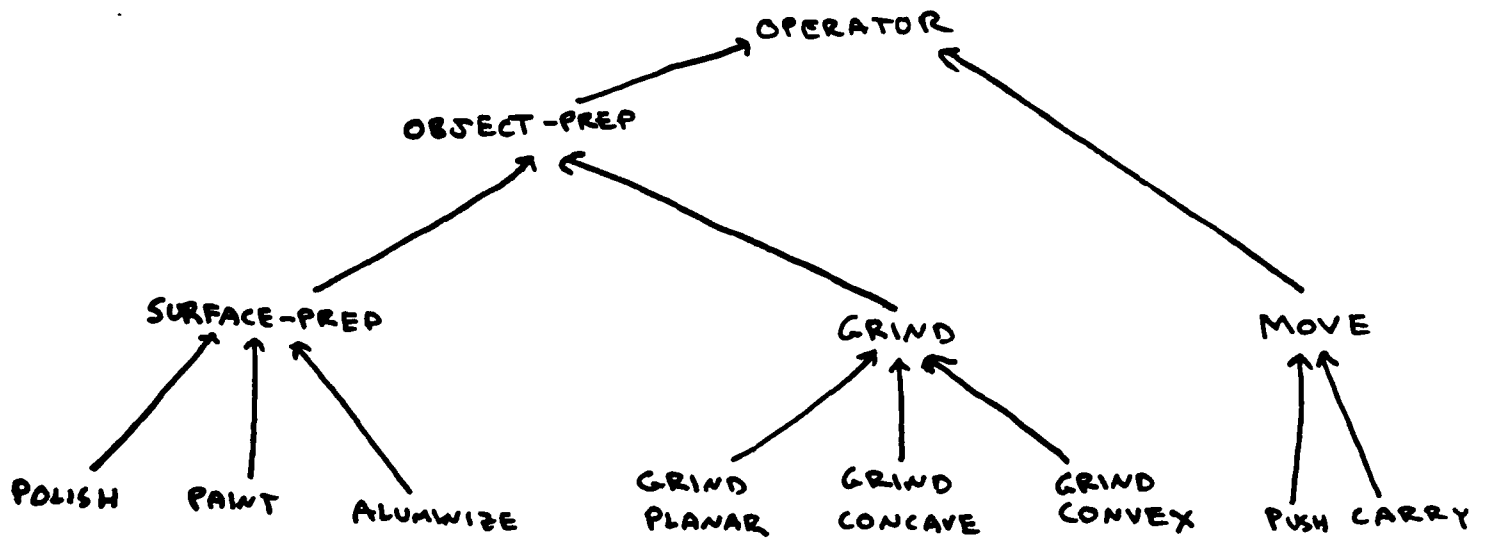 OPERATOR
OBJECT-PREP
SURFACE-PREP
GRIND
MOVE
POLISH
PAINT
ALUMINIZE
GRIND
PLANAR
GRIND
CONCAVE
GRIND
CONVEX
PUSH
CARRY